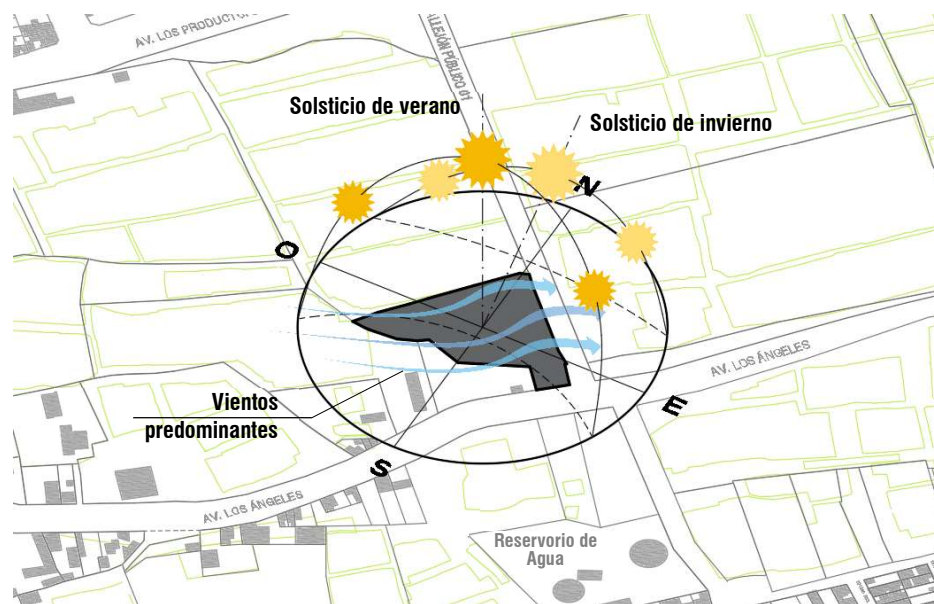 AV. LOS PRODUCTO
ALLEJÓN PÚBLICO 01
Solsticio de verano
Solsticio de invierno
N
O
AV. LOS ÁNGELES
Vientos
predominantes
E
S
AV. LOS ÁNGELES
Reservorio de
Agua